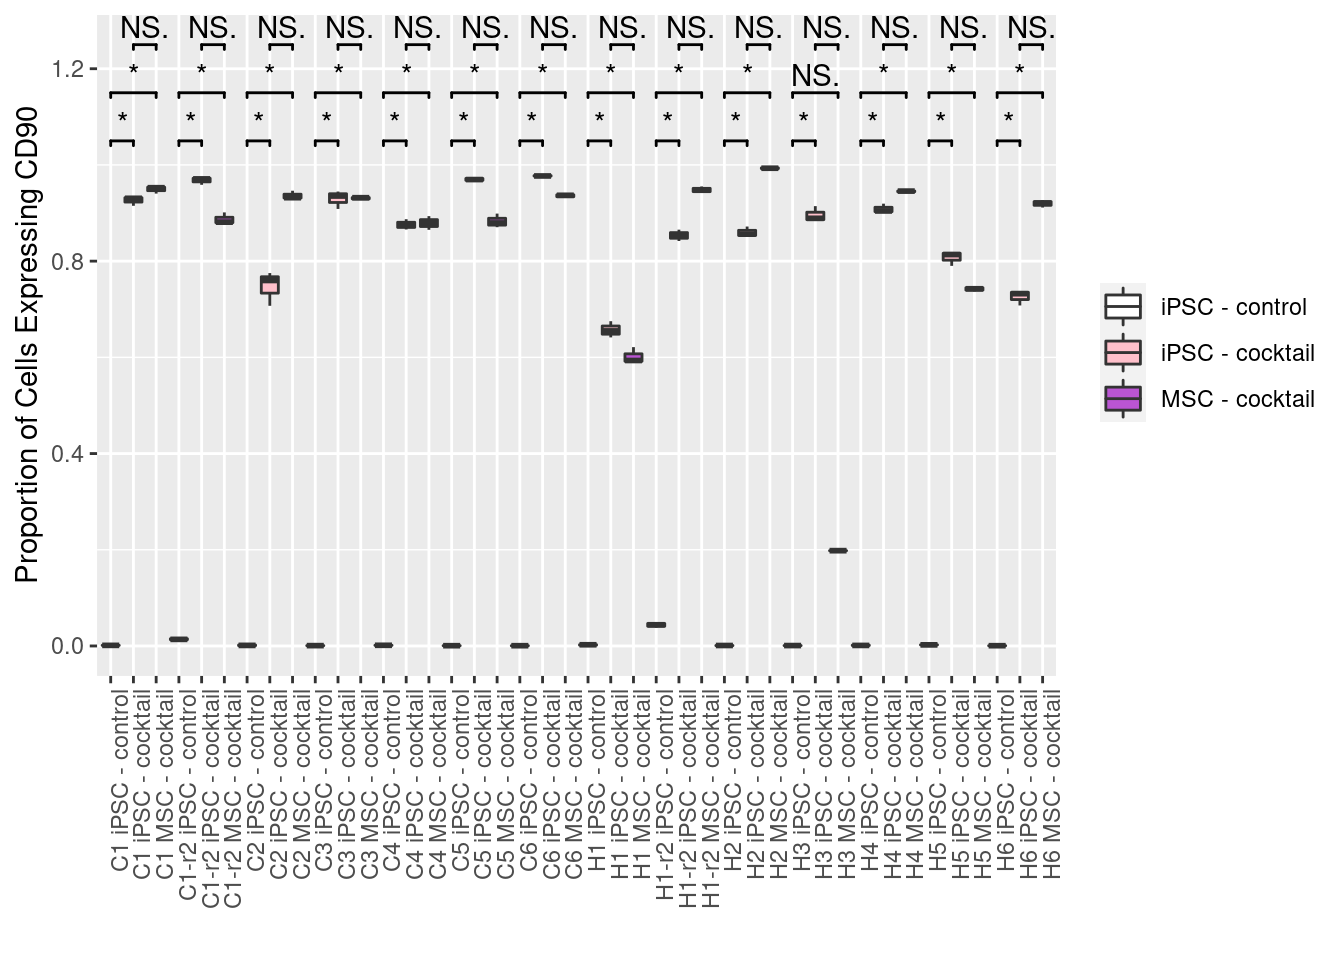 NS. NS. NS. NS. NS. NS. NS. NS. NS. NS. NS. NS. NS. NS.
* * * * * * * * * * NS. * * *
* * * * * * * * * * * * * *
Proportion of Cells Expressing CD90
1.2
0.8
0.4
0.0
C1 iPSC - control
C1 iPSC - cocktail
C1 MSC - cocktail
C1-r2 iPSC - control
C1-r2 iPSC - cocktail
C1-r2 MSC - cocktail
C2 iPSC - control
C2 iPSC - cocktail
C2 MSC - cocktail
C3 iPSC - control
C3 iPSC - cocktail
C3 MSC - cocktail
C4 iPSC - control
C4 iPSC - cocktail
C4 MSC - cocktail
C5 iPSC - control
C5 iPSC - cocktail
C5 MSC - cocktail
C6 iPSC - control
C6 iPSC - cocktail
C6 MSC - cocktail
H1 iPSC - control
H1 iPSC - cocktail
H1 MSC - cocktail
H1-r2 iPSC - control
H1-r2 iPSC - cocktail
H1-r2 MSC - cocktail
H2 iPSC - control
H2 iPSC - cocktail
H2 MSC - cocktail
H3 iPSC - control
H3 iPSC - cocktail
H3 MSC - cocktail
H4 iPSC - control
H4 iPSC - cocktail
H4 MSC - cocktail
H5 iPSC - control
H5 iPSC - cocktail
H5 MSC - cocktail
H6 iPSC - control
H6 iPSC - cocktail
H6 MSC - cocktail
iPSC - control
iPSC - cocktail
MSC - cocktail